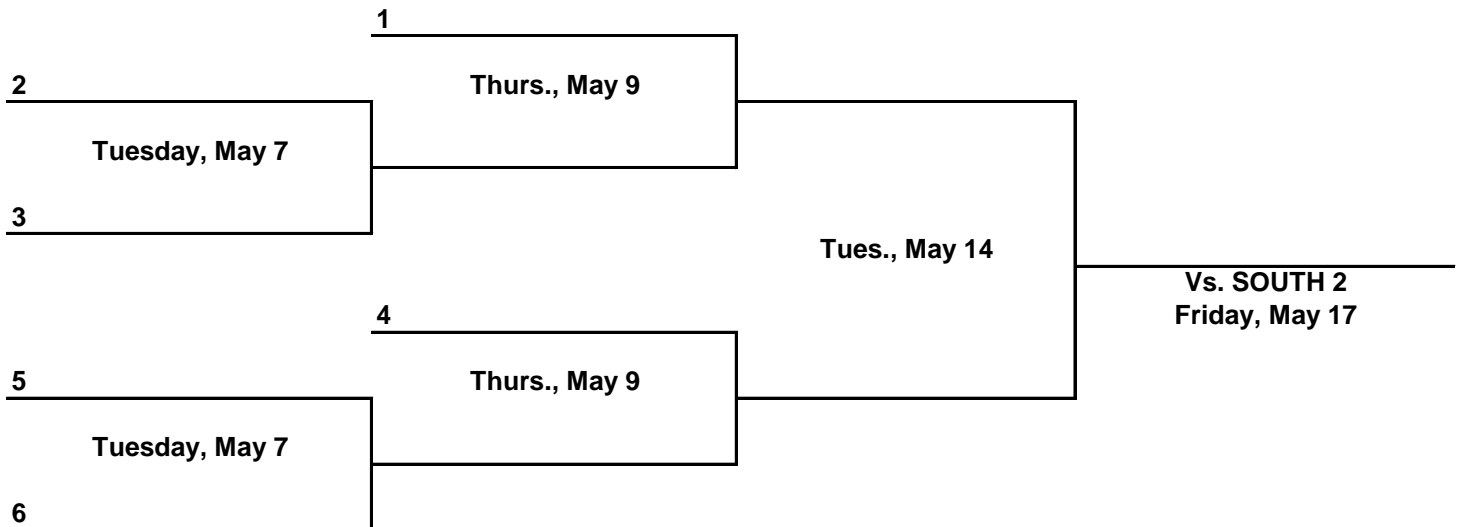 1
2
Thurs., May 9
Tuesday, May 7
3
Tues., May 14
Vs. SOUTH 2
Friday, May 17
4
5
Thurs., May 9
Tuesday, May 7
6